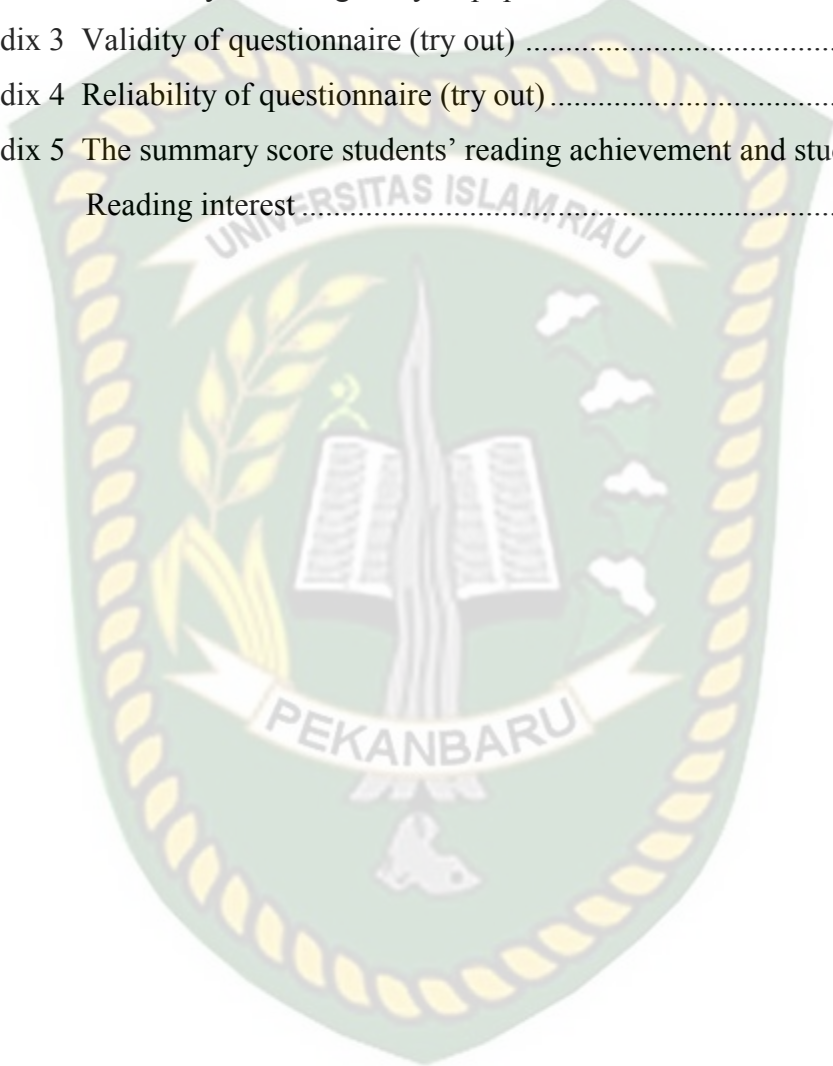 dix 3 Validity of questionnaire (try out) ....................................
dix 4 Reliability of questionnaire (try out) ....................................
dix 5 The summary score students’ reading achievement and stu
Reading interest ....................................
UNIVERSITAS ISLAM RIAU
PEKANBARU